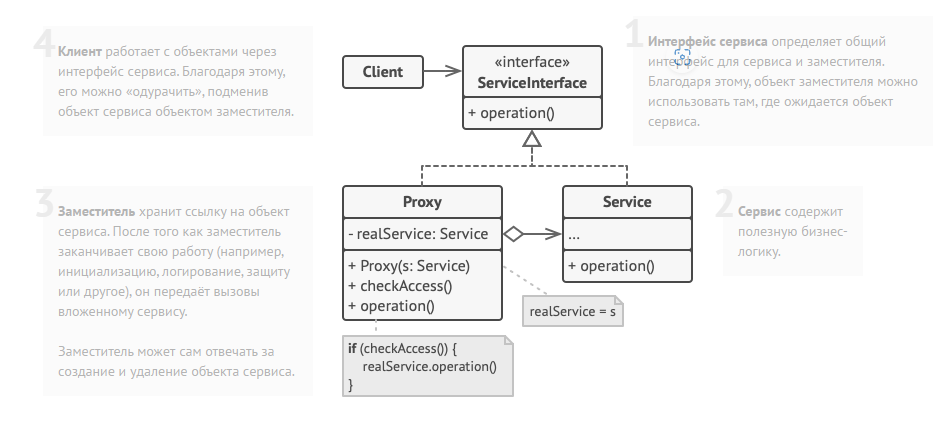 4
Клиент работает с объектами через
интерфейс сервиса. Благодаря этому,
его можно «одурачить», подменив
объект сервиса объектом заместителя.
Client
«interface»
ServiceInterface
+ operation()
1
Интерфейс сервиса определяет общий
интерфейс для сервиса и заместителя.
Благодаря этому, объект заместителя можно
использовать там, где ожидается объект
сервиса.
3
Заместитель хранит ссылку на объект
сервиса. После того как заместитель
заканчивает свою работу (например,
инициализацию, логирование, защиту
или другое), он передаёт вызовы
вложенному сервису.
Заместитель может сам отвечать за
создание и удаление объекта сервиса.
Proxy
- realService: Service
+ Proxy(s: Service)
+ checkAccess()
+ operation()
Service
...
+ operation()
2
Сервис содержит
полезную бизнес-
логику.
realService = s
if (checkAccess()) {
realService.operation()
}